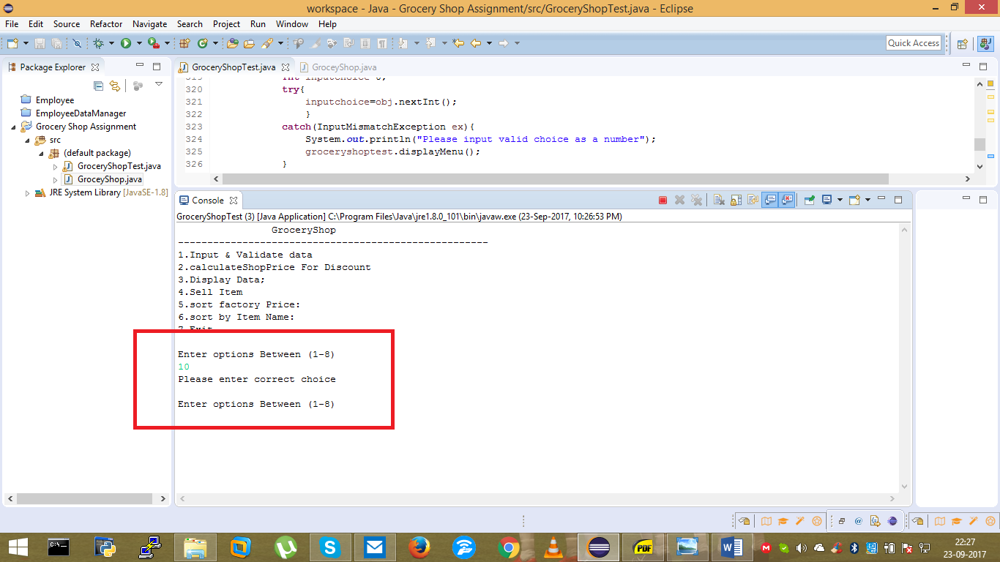 workspace - Java - Grocery Shop Assignment/src/GroceryShopTest.java - Eclipse
File Edit Source Refactor Navigate Search Project Run Window Help
Quick Access
Package Explorer
Employee
EmployeeDataManager
Grocery Shop Assignment
src
(default package)
GroceryShopTest.java
GroceyShop.java
JRE System Library [JavaSE-1.8]
GroceryShopTest.java GroceyShop.java
319 int inputchoice 0;
320 try{
321 inputchoice=obj.nextInt();
322 }
323 catch(InputMismatchException ex){
324 System.out.println("Please input valid choice as a number");
325 groceryshoptest.displayMenu();
326 }
Console
GroceryShopTest (3) [Java Application] C:\Program Files\Java\jre1.8.0_101\bin\javaw.exe (23-Sep-2017, 10:26:53 PM)
GroceryShop
-----------------------------------------------------
1.Input & Validate data
2.calculateShopPrice For Discount
3.Display Data;
4.Sell Item
5.sort factory Price:
6.sort by Item Name:
7.Exit
Enter options Between (1-8)
10
Please enter correct choice
Enter options Between (1-8)
C:\_
PDF
22:27
23-09-2017